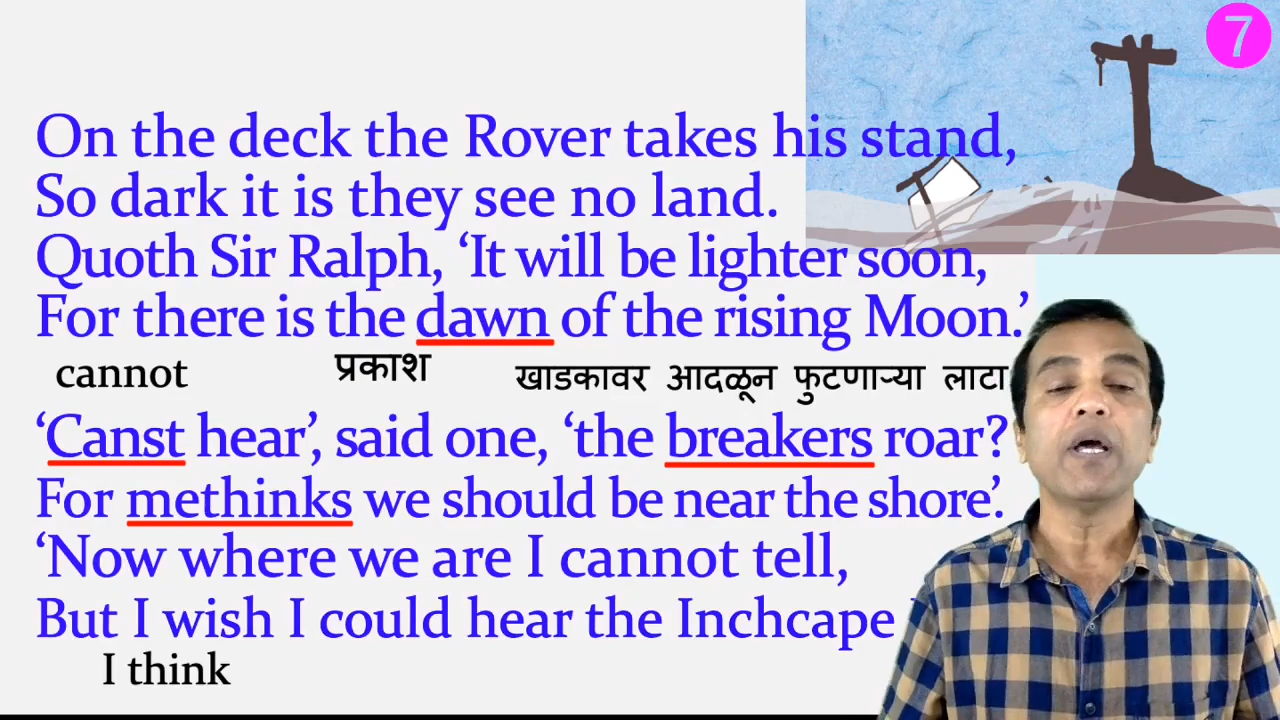 7
On the deck the Rover takes his stand,
So dark it is they see no land.
Quoth Sir Ralph, ‘It will be lighter soon,
For there is the dawn of the rising Moon.’
cannot प्रकाश खाडकावर आदळून फुटणाऱ्या लाटा
‘Canst hear’, said one, ‘the breakers roar?
For methinks we should be near the shore’.
‘Now where we are I cannot tell,
But I wish I could hear the Inchcape
I think